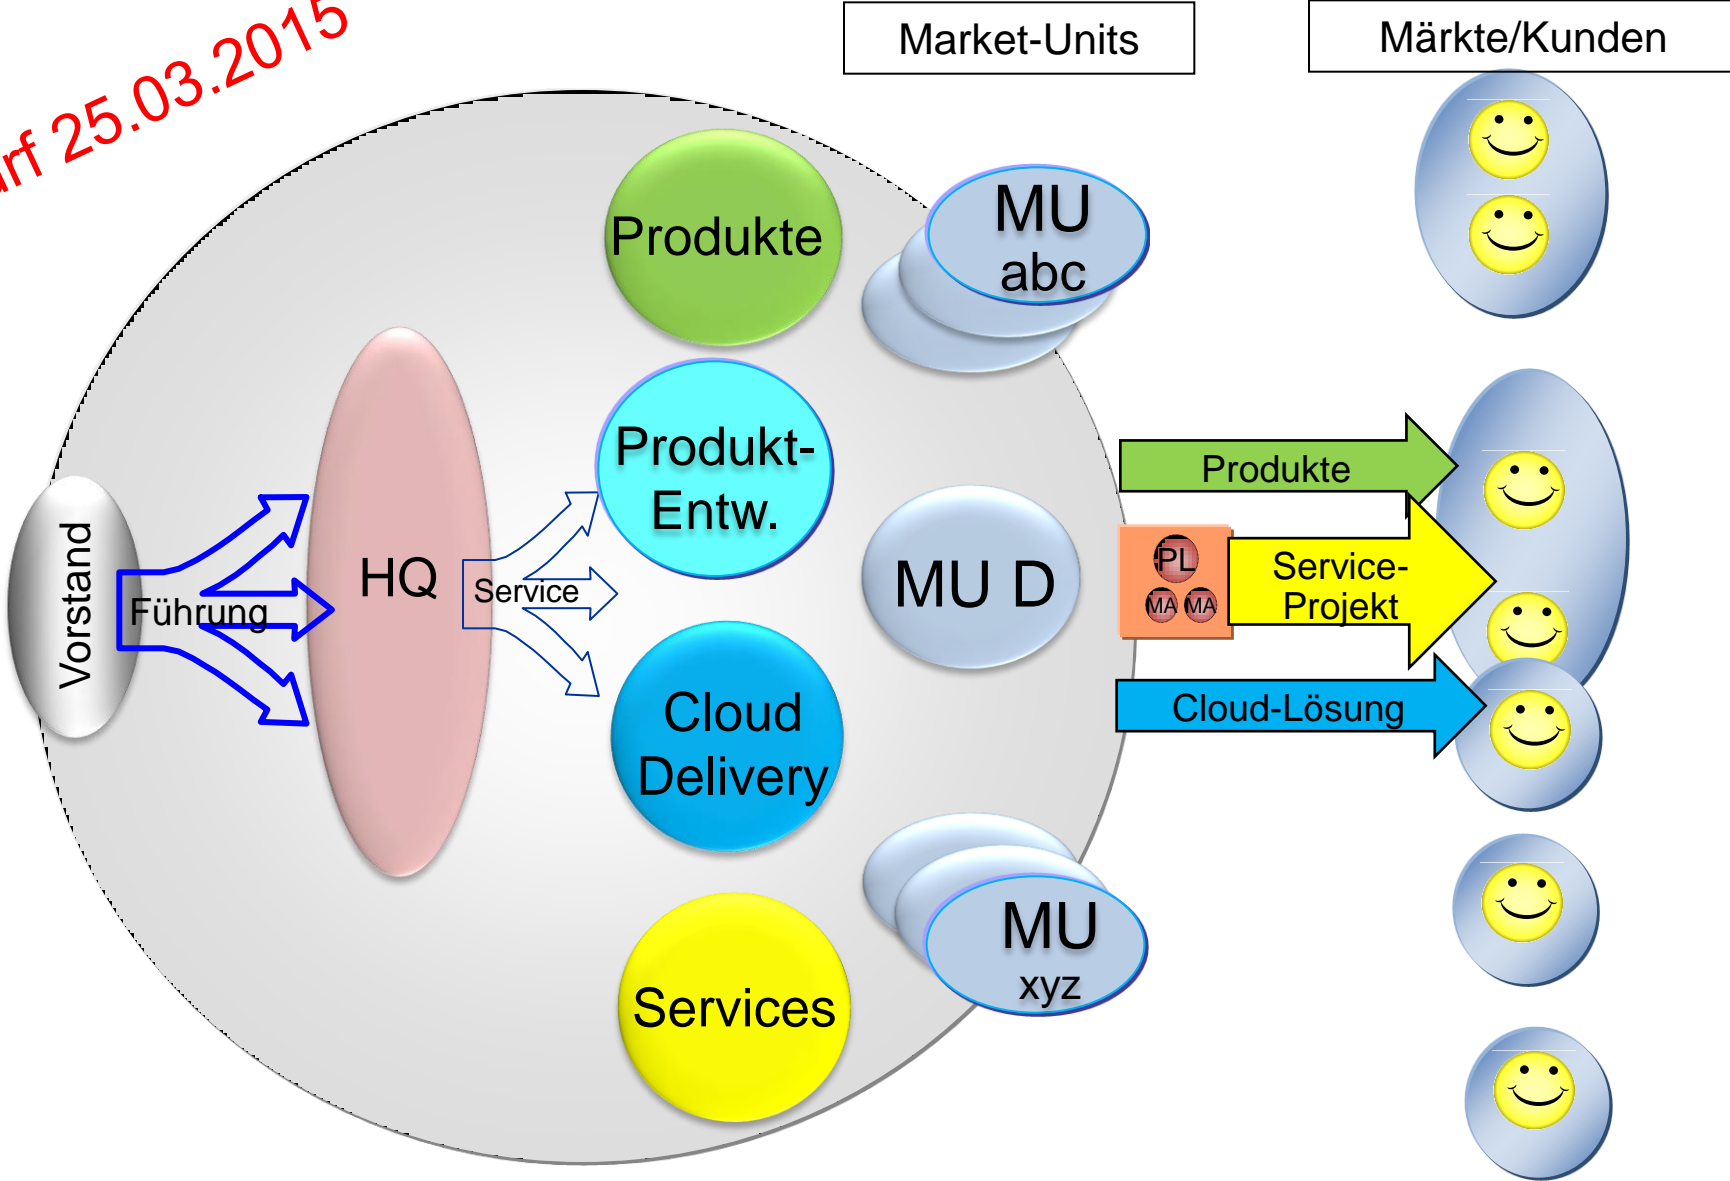 25.03.2015
Market-Units
Märkte/Kunden
Produkte
MU
abc
Produkt-
Entw.
Produkte
Vorstand
Führung
HQ
Service
MU D
PL
MA MA
Service-
Projekt
Cloud
Delivery
Cloud-Lösung
MU
xyz
Services